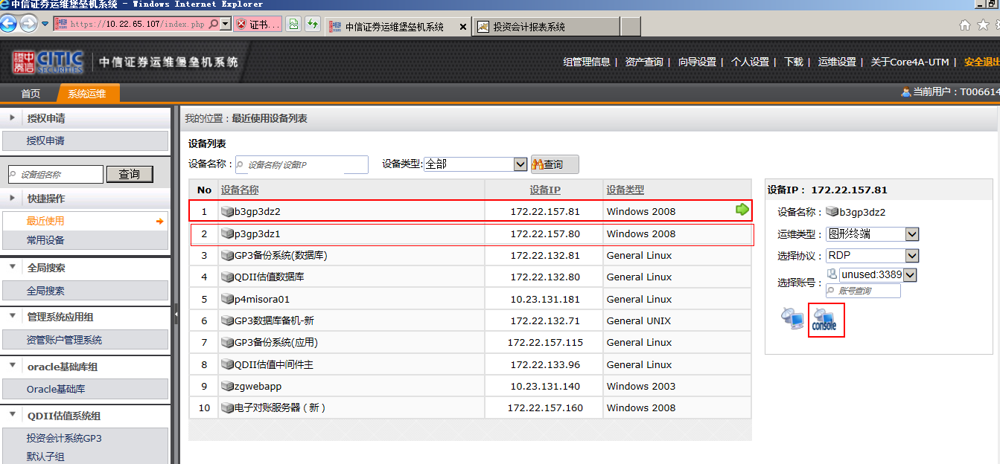 中信证券运维堡垒机系统 - Windows Internet Explorer
https://10.22.65.107/index.php 证书... 中信证券运维堡垒机系统 投资会计报表系统
中信證券 CITIC SECURITIES 中信证券运维堡垒机系统
组管理信息 | 资产查询 | 向导设置 | 个人设置 | 下载 | 运维设置 | 关于Core4A-UTM | 安全退出
首页 系统运维 当前用户：T006614
授权申请
授权申请
设备组名称 查询
快捷操作
最近使用
常用设备
全局搜索
全局搜索
管理系统应用组
资管账户管理系统
oracle基础库组
Oracle基础库
QDII估值系统组
投资会计系统GP3
默认子组
我的位置：最近使用设备列表
设备列表
设备名称： 设备名称/设备IP 设备类型: 全部 查询
No 设备名称 设备IP 设备类型
1 b3gp3dz2 172.22.157.81 Windows 2008
2 p3gp3dz1 172.22.157.80 Windows 2008
3 GP3备份系统(数据库) 172.22.132.81 General Linux
4 QDII估值数据库 172.22.132.80 General Linux
5 p4misora01 10.23.131.181 General Linux
6 GP3数据库备机-新 172.22.132.71 General UNIX
7 GP3备份系统(应用) 172.22.157.115 General Linux
8 QDII估值中间件主 172.22.133.96 General Linux
9 zgwebapp 10.23.131.140 Windows 2003
10 电子对账服务器（新） 172.22.157.160 Windows 2008
设备IP： 172.22.157.81
设备名称： b3gp3dz2
运维类型： 图形终端
选择协议： RDP
选择账号： unused:3389
账号查询
console